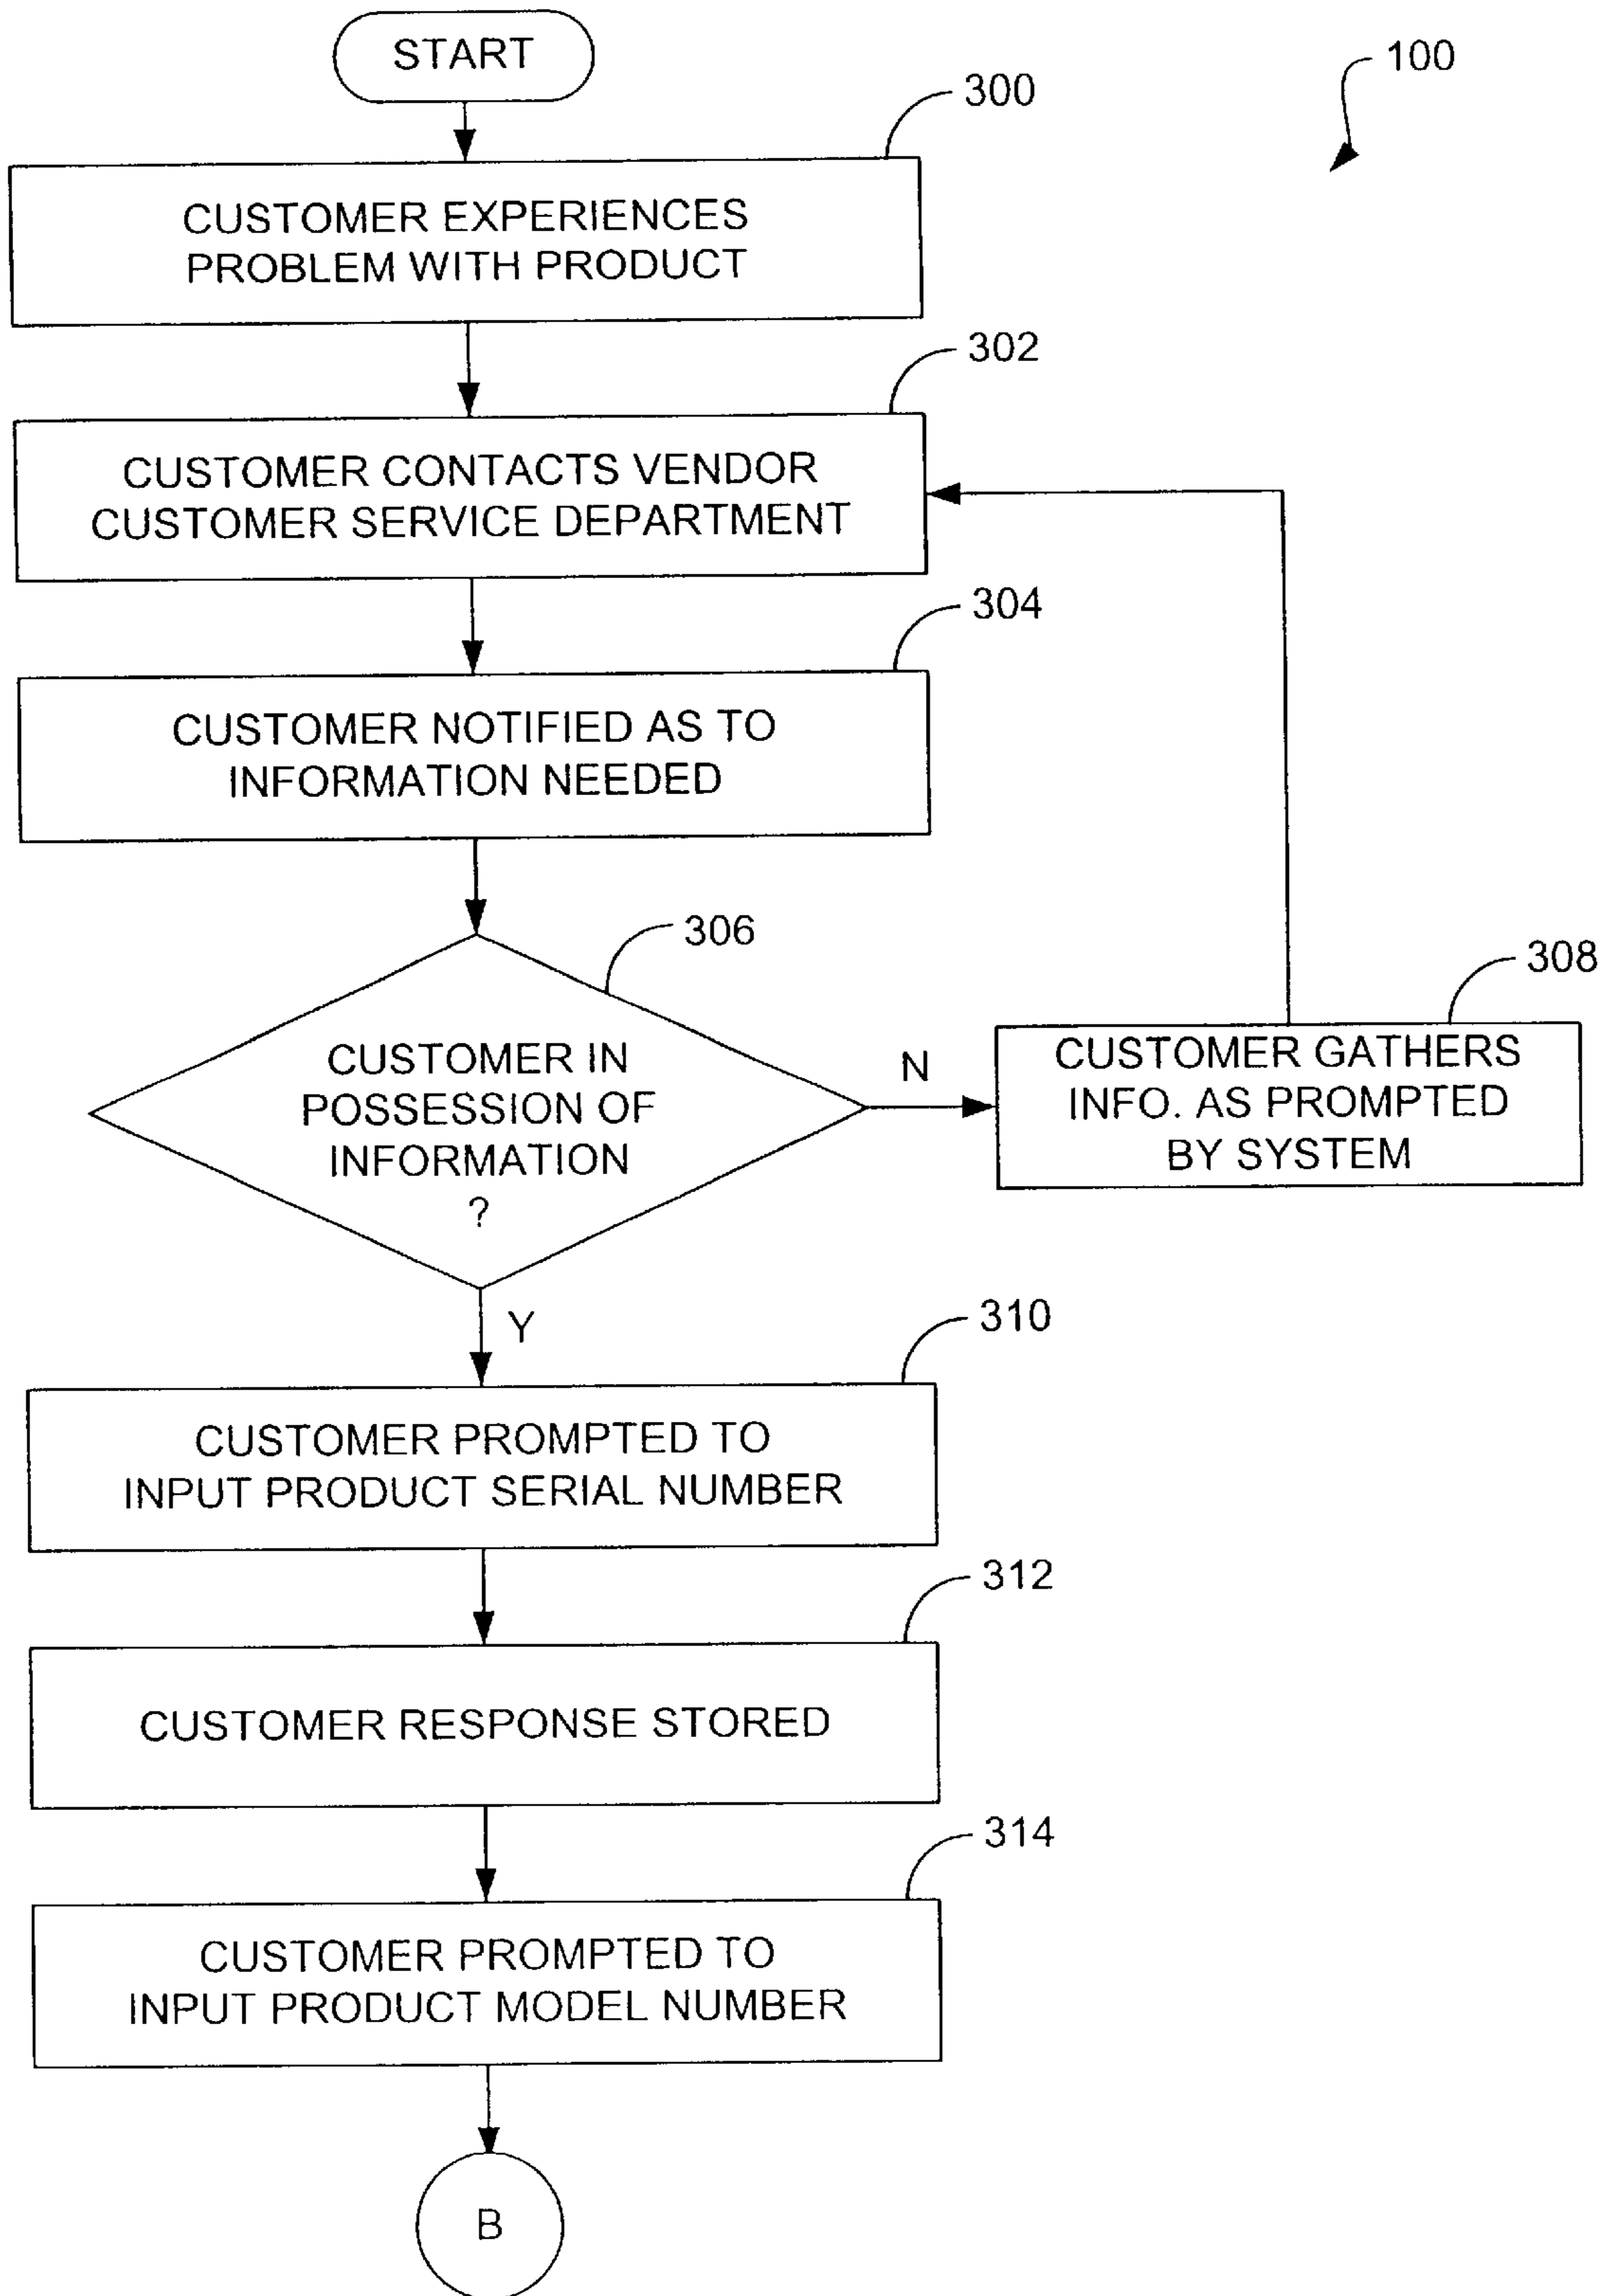 START
100
300
CUSTOMER EXPERIENCES
PROBLEM WITH PRODUCT
302
CUSTOMER CONTACTS VENDOR
CUSTOMER SERVICE DEPARTMENT
304
CUSTOMER NOTIFIED AS TO
INFORMATION NEEDED
306
CUSTOMER IN
POSSESSION OF
INFORMATION
?
N
308
CUSTOMER GATHERS
INFO. AS PROMPTED
BY SYSTEM
Y
310
CUSTOMER PROMPTED TO
INPUT PRODUCT SERIAL NUMBER
312
CUSTOMER RESPONSE STORED
314
CUSTOMER PROMPTED TO
INPUT PRODUCT MODEL NUMBER
B